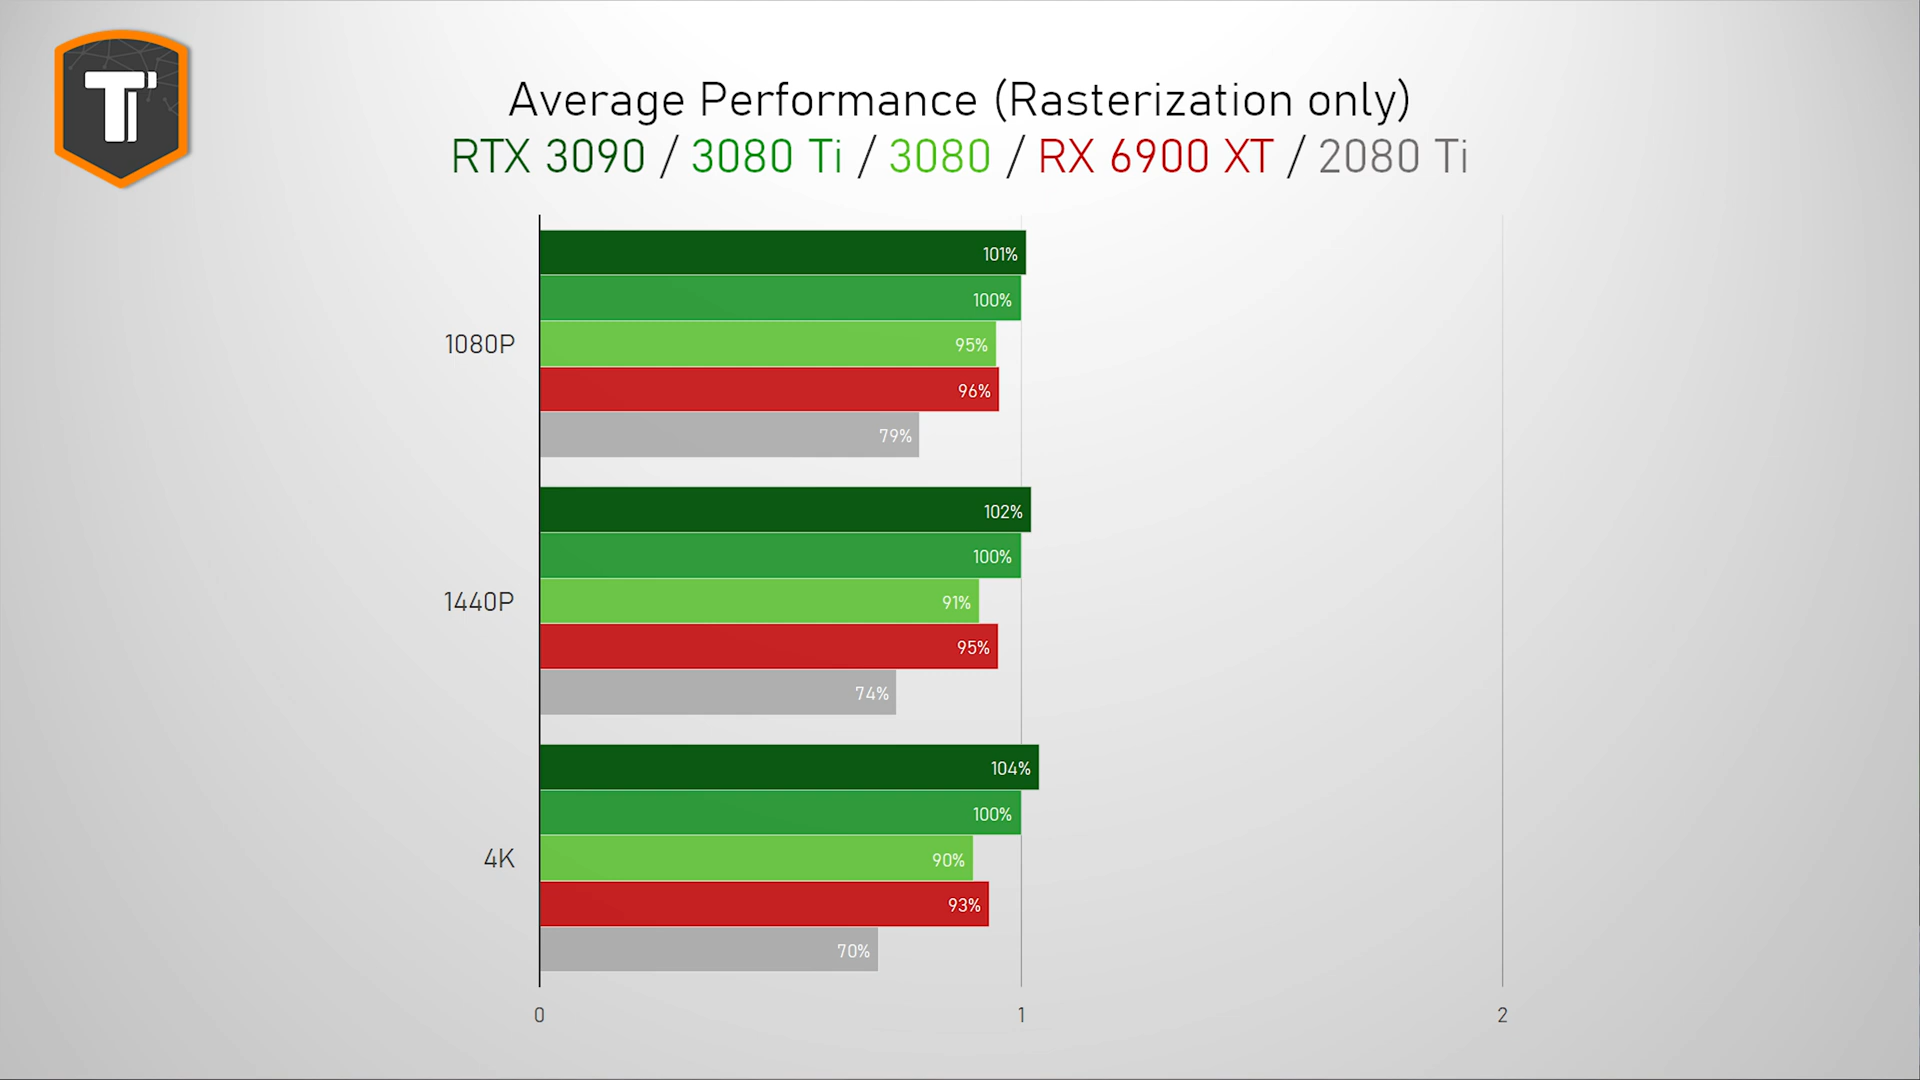 Ti
Average Performance (Rasterization only)
RTX 3090 / 3080 Ti / 3080 / RX 6900 XT / 2080 Ti
1080P
101%
100%
95%
96%
79%
1440P
102%
100%
91%
95%
74%
4K
104%
100%
90%
93%
70%
0 1 2